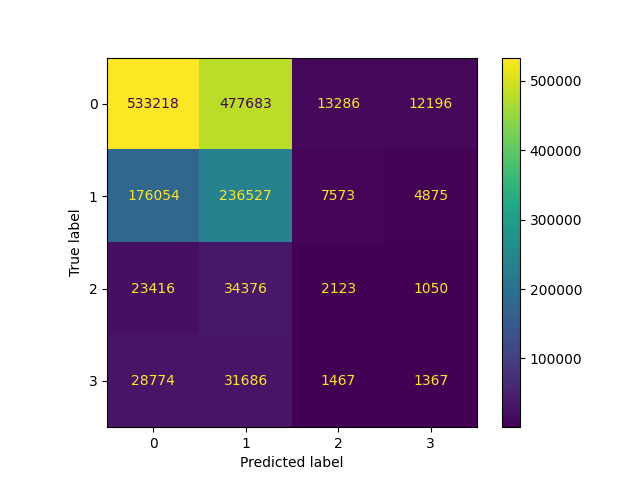 0 533218 477683 13286 12196
1 176054 236527 7573 4875
2 23416 34376 2123 1050
3 28774 31686 1467 1367
0 1 2 3
Predicted label
True label
500000
400000
300000
200000
100000